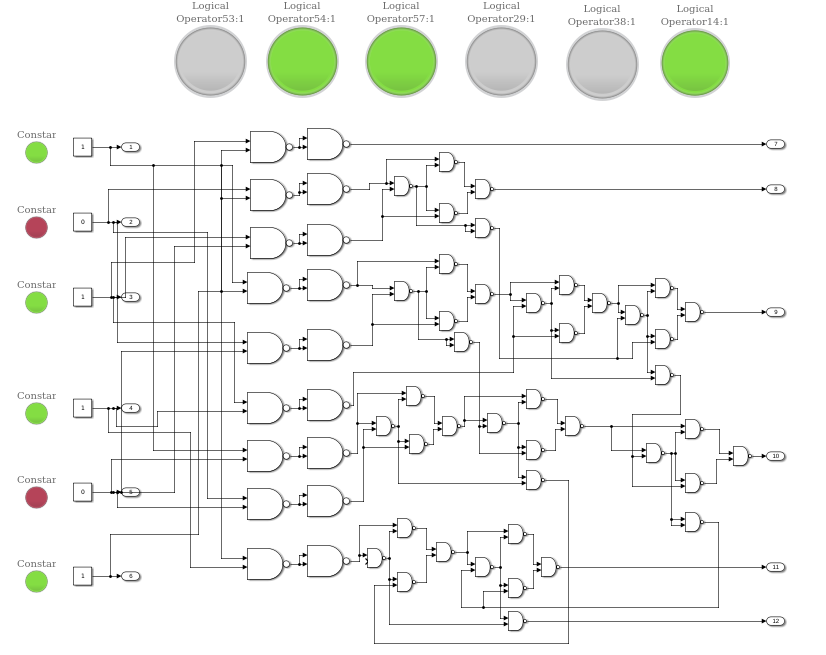 Logical
Operator53:1
Logical
Operator54:1
Logical
Operator57:1
Logical
Operator29:1
Logical
Operator38:1
Logical
Operator14:1
Constar
1
1
7
8
Constar
0
2
Constar
1
3
9
Constar
1
4
10
Constar
0
5
Constar
1
6
11
12